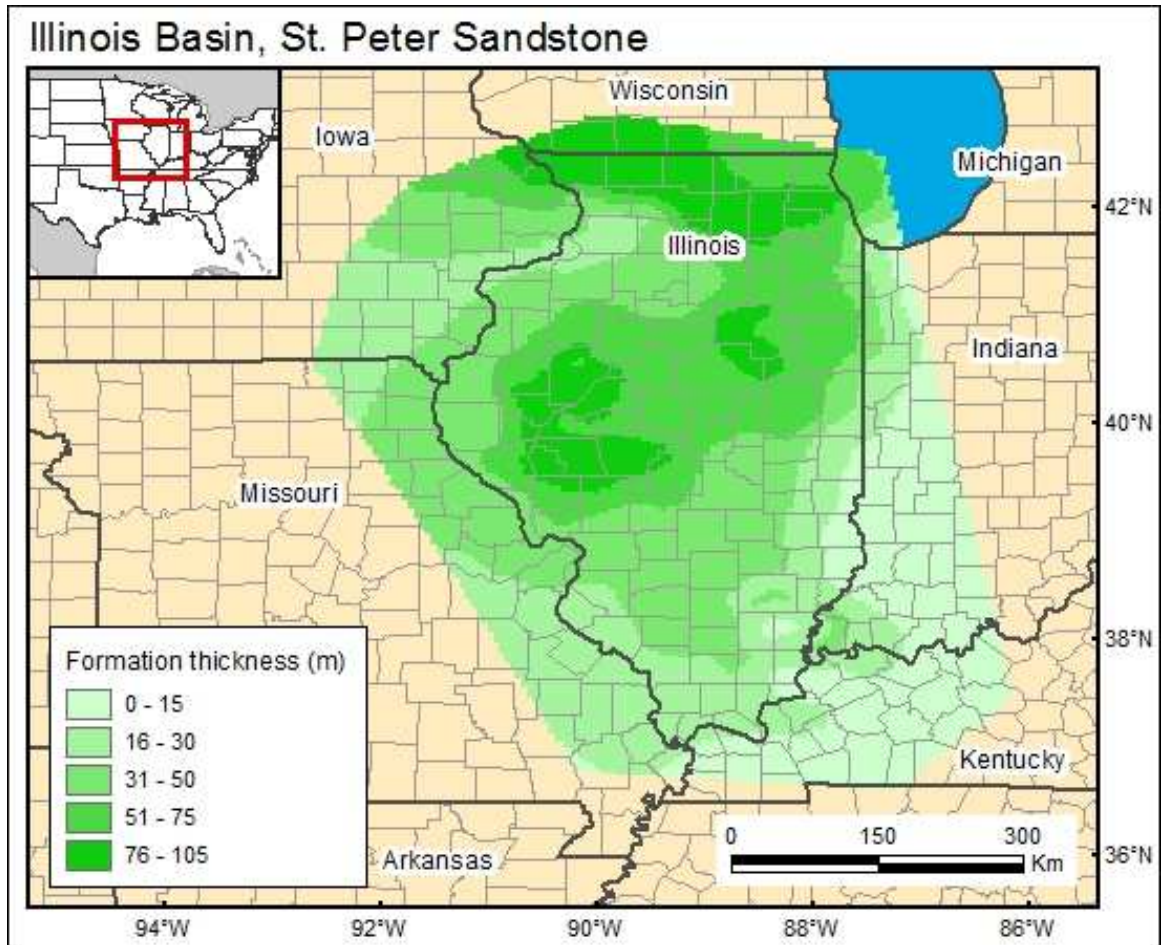 Illinois Basin, St. Peter Sandstone
Wisconsin
Iowa
Michigan
42°N
Illinois
Indiana
40°N
Missouri
38°N
Formation thickness (m)
0 - 15
16 - 30
31 - 50
51 - 75
76 - 105
Kentucky
0 150 300
Km
Arkansas
36°N
94°W 92°W 90°W 88°W 86°W